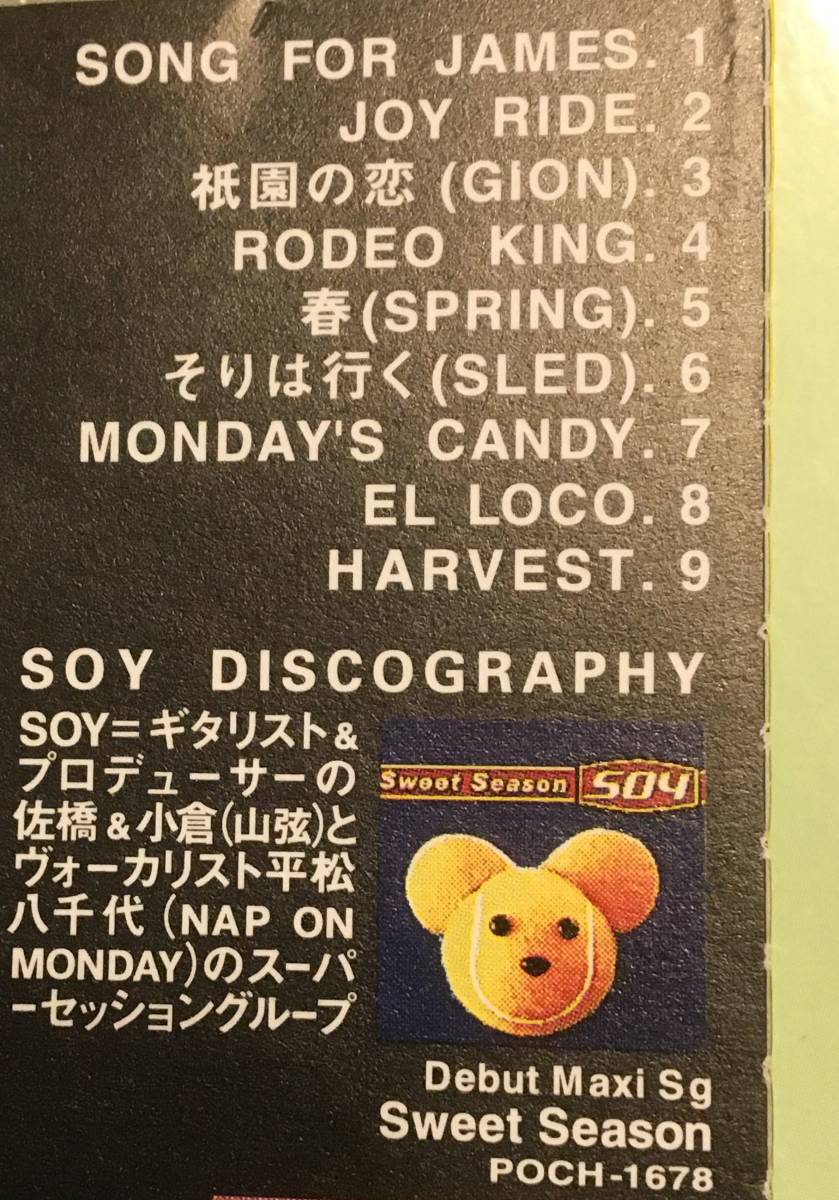 SONG FOR JAMES. 1
JOY RIDE. 2
祇園の恋 (GION). 3
RODEO KING. 4
春(SPRING). 5
そりは行く(SLED). 6
MONDAY'S CANDY. 7
EL LOCO. 8
HARVEST. 9
SOY DISCOGRAPHY
SOY=ギタリスト&
プロデューサーの
佐橋&小倉(山弦)と
ヴォーカリスト平松
八千代 (NAP ON
MONDAY)のスーパ
ーセッショングループ
Sweet Season SOY
Debut Maxi Sg
Sweet Season
POCH-1678